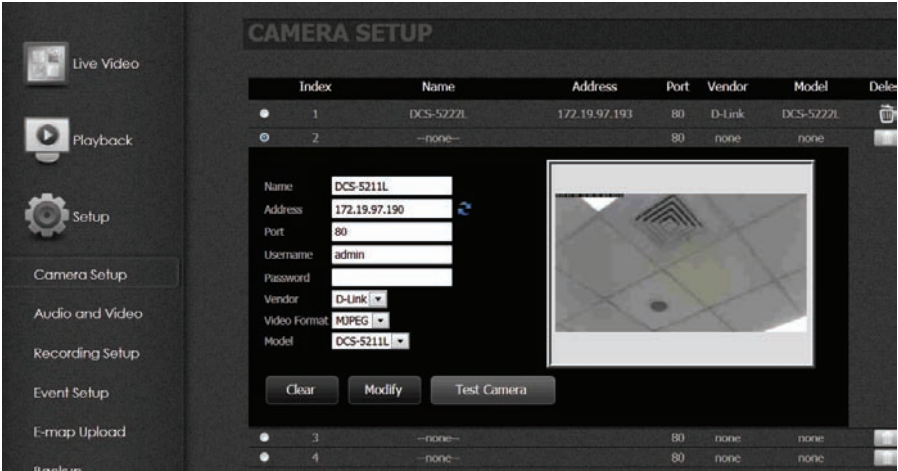 CAMERA SETUP
Live Video
Playback
Setup
Camera Setup
Audio and Video
Recording Setup
Event Setup
E-map Upload
Backup
Index Name Address Port Vendor Model
1 DCS-5222L 172.19.97.193 80 D-Link DCS-5222L
2 --none-- 80 none none
Name DCS-5211L
Address 172.19.97.190
Port 80
Username admin
Password
Vendor D-Link
Video Format MJPEG
Model DCS-5211L
Clear Modify Test Camera
3 --none-- 80 none none
4 --none-- 80 none none